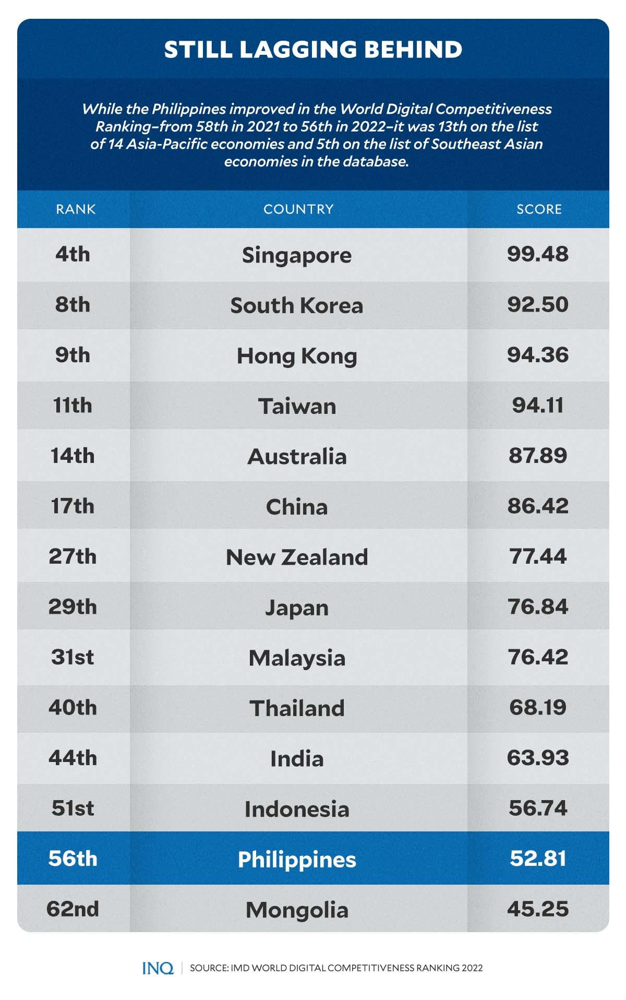 STILL LAGGING BEHIND
While the Philippines improved in the World Digital Competitiveness
Ranking–from 58th in 2021 to 56th in 2022–it was 13th on the list
of 14 Asia-Pacific economies and 5th on the list of Southeast Asian
economies in the database.
RANK COUNTRY SCORE
4th Singapore 99.48
8th South Korea 92.50
9th Hong Kong 94.36
11th Taiwan 94.11
14th Australia 87.89
17th China 86.42
27th New Zealand 77.44
29th Japan 76.84
31st Malaysia 76.42
40th Thailand 68.19
44th India 63.93
51st Indonesia 56.74
56th Philippines 52.81
62nd Mongolia 45.25
INQ | SOURCE: IMD WORLD DIGITAL COMPETITIVENESS RANKING 2022